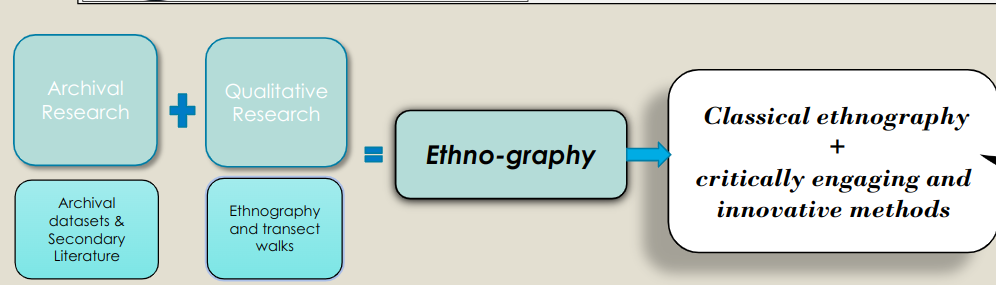 Archival
Research
+
Qualitative
Research
=
Ethno-graphy
Classical ethnography
+
critically engaging and
innovative methods
Archival
datasets &
Secondary
Literature
Ethnography
and transect
walks